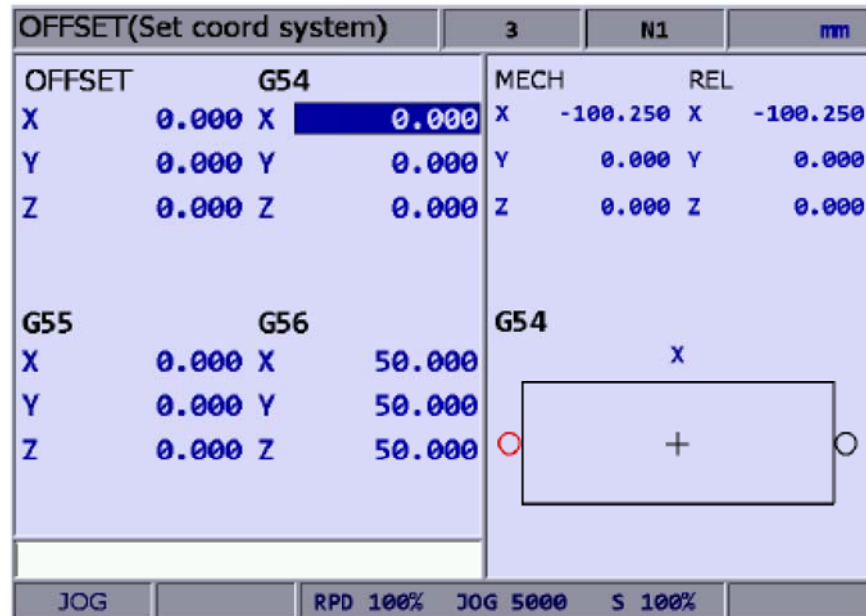 OFFSET(Set coord system) 3 N1 mm
OFFSET G54
X 0.000 X 0.000
Y 0.000 Y 0.000
Z 0.000 Z 0.000
G55 G56
X 0.000 X 50.000
Y 0.000 Y 50.000
Z 0.000 Z 50.000
MECH REL
X -100.250 X -100.250
Y 0.000 Y 0.000
Z 0.000 Z 0.000
G54
X
JOG RPD 100% JOG 5000 S 100%